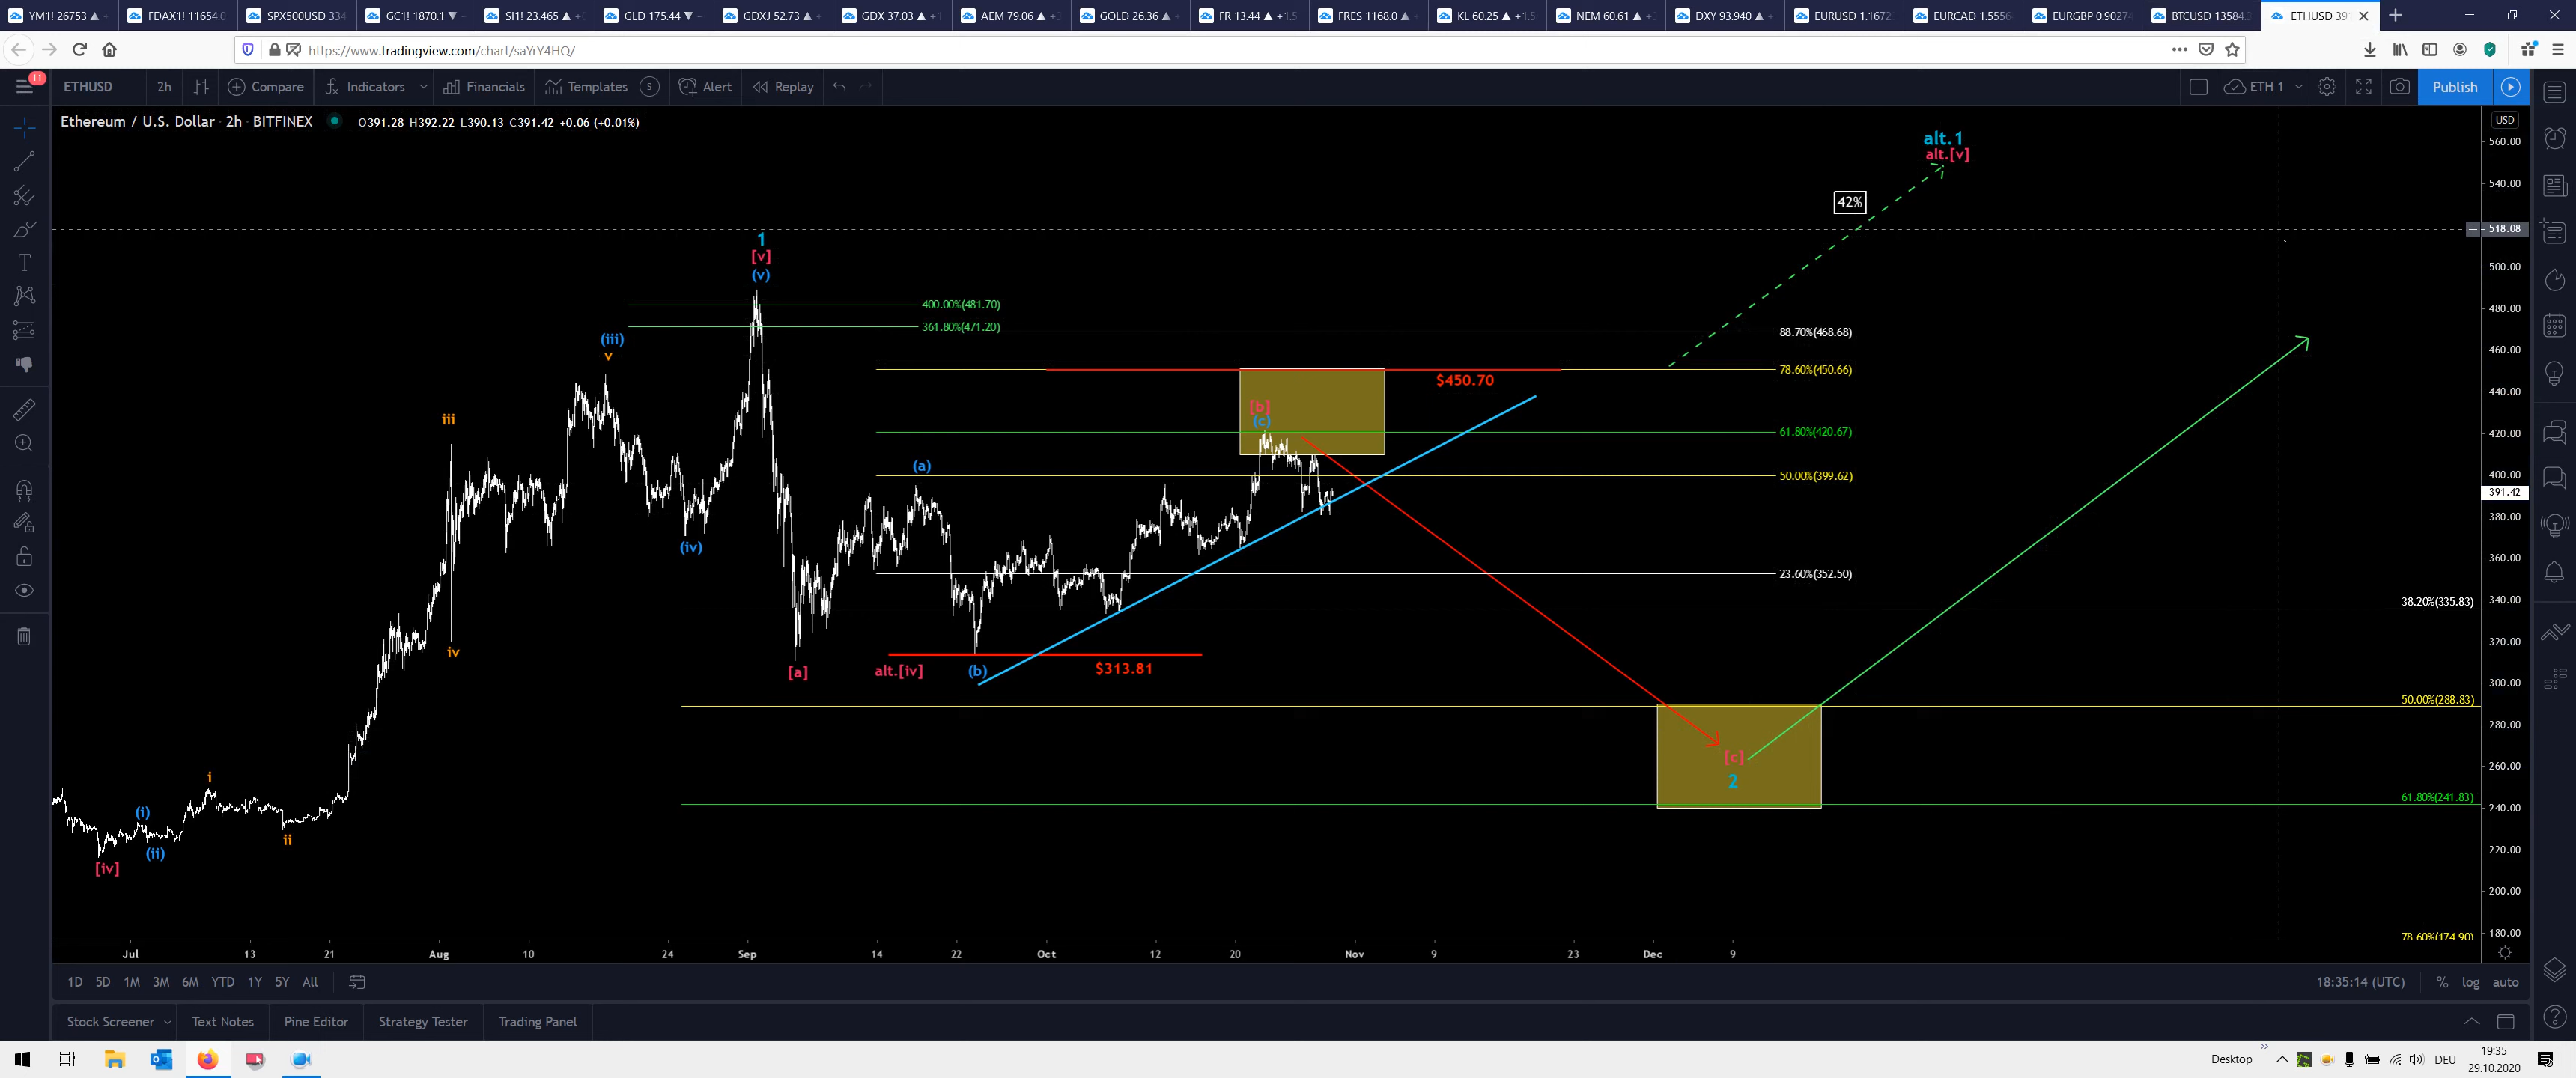 YM1! 26753 ▲
FDAX1! 11654.0
SPX500USD 334
GC1! 1870.1 ▼
SI1! 23.465 ▲
GLD 175.44 ▼
GDXJ 52.73 ▲
GDX 37.03 ▲
AEM 79.06 ▲
GOLD 26.36 ▲
FR 13.44 ▲ +1.5
FRES 1168.0 ▲
KL 60.25 ▲ +1.5
NEM 60.61 ▲
DXY 93.940 ▲
EURUSD 1.1672
EURCAD 1.5556
EURGBP 0.90274
BTCUSD 13584.
ETHUSD 391
https://www.tradingview.com/chart/saYrY4HQ/
11
ETHUSD 2h Compare Indicators Financials Templates S Alert Replay ETH 1 Publish
Ethereum / U.S. Dollar · 2h · BITFINEX O391.28 H392.22 L390.13 C391.42 +0.06 (+0.01%)
USD
560.00
540.00
518.08
500.00
480.00
460.00
440.00
420.00
400.00
391.42
380.00
360.00
340.00
320.00
300.00
280.00
260.00
240.00
220.00
200.00
180.00
alt.1
alt.[v]
42%
1
[v]
(v)
400.00%(481.70)
361.80%(471.20)
88.70%(468.68)
(iii)
v
78.60%(450.66)
$450.70
[b]
(c)
iii
61.80%(420.67)
(a)
50.00%(399.62)
(iv)
23.60%(352.50)
38.20%(335.83)
iv
[a]
alt.[iv]
(b)
$313.81
50.00%(288.83)
[c]
2
i
61.80%(241.83)
(i)
ii
(ii)
[iv]
78.60%(174.90)
Jul 13 21 Aug 10 24 Sep 14 22 Oct 12 20 Nov 9 23 Dec 9
1D 5D 1M 3M 6M YTD 1Y 5Y All 18:35:14 (UTC) % log auto
Stock Screener Text Notes Pine Editor Strategy Tester Trading Panel
Desktop DEU 19:35
29.10.2020